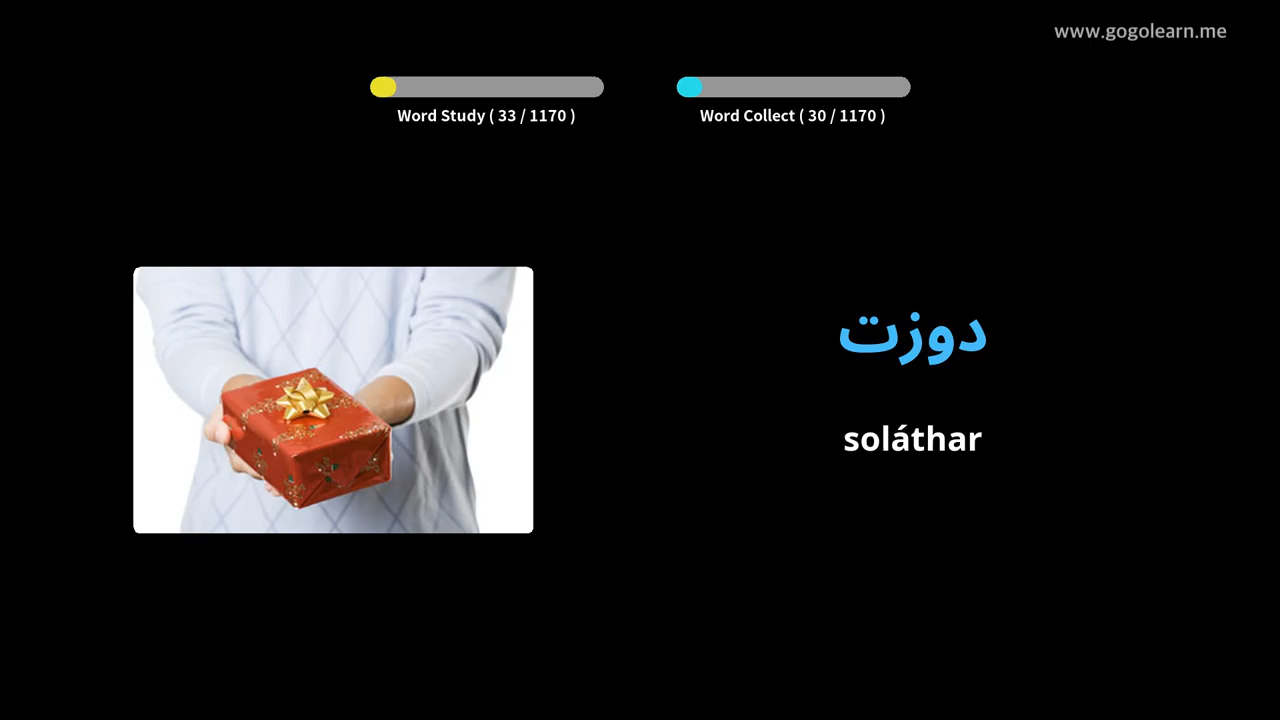 www.gogolearn.me
Word Study ( 33 / 1170 )
Word Collect ( 30 / 1170 )
دوزت
soláthar